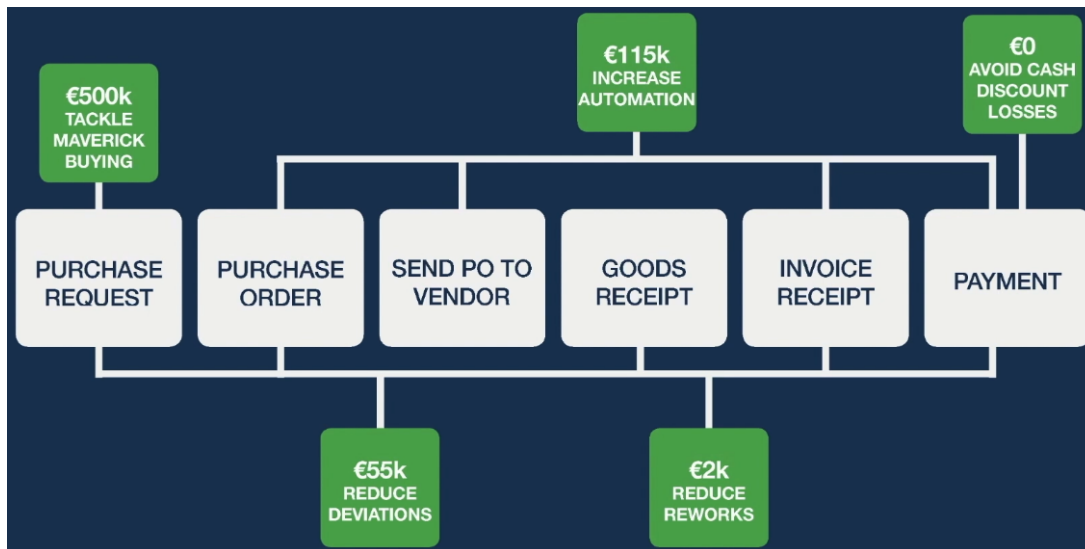 €500k
TACKLE
MAVERICK
BUYING
€115k
INCREASE
AUTOMATION
€0
AVOID CASH
DISCOUNT
LOSSES
PURCHASE
REQUEST
PURCHASE
ORDER
SEND PO TO
VENDOR
GOODS
RECEIPT
INVOICE
RECEIPT
PAYMENT
€55k
REDUCE
DEVIATIONS
€2k
REDUCE
REWORKS